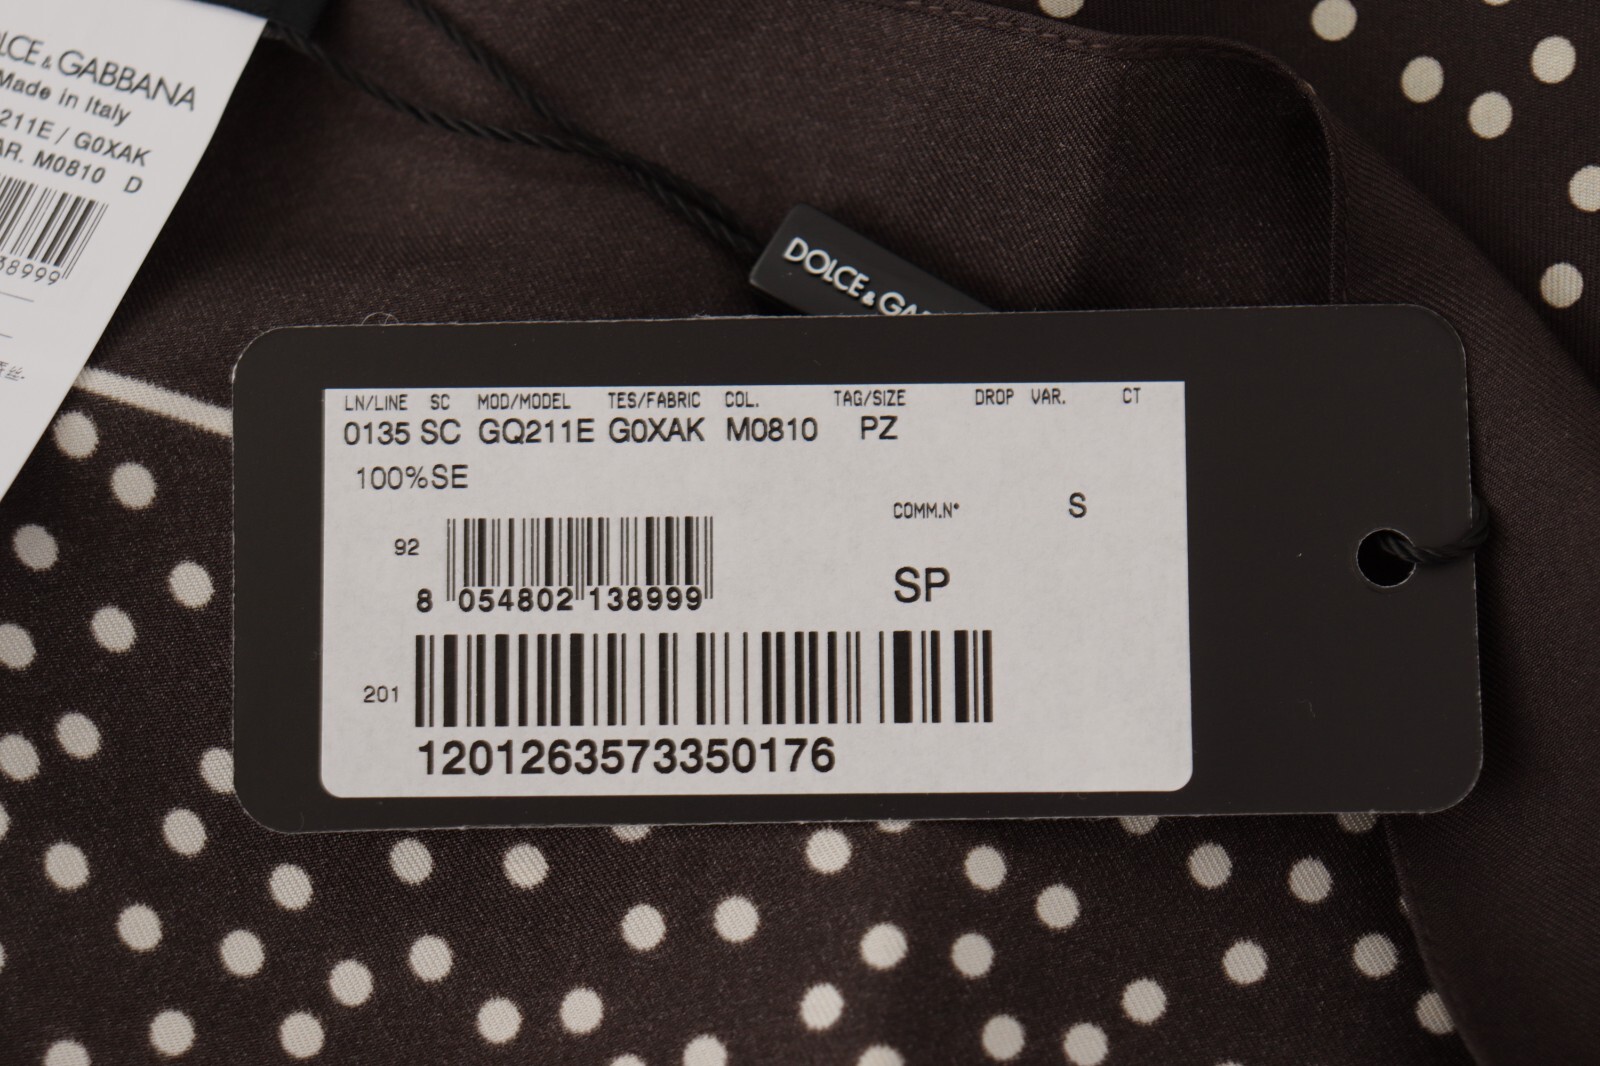 DOLCE & GABBANA
Made in Italy
211E / G0XAK
AR. M0810 D
38999
DOLCE & GA
LN/LINE SC MOD/MODEL TES/FABRIC COL. TAG/SIZE DROP VAR. CT
0135 SC GQ211E G0XAK M0810 PZ
100%SE
COMM.N° S
92
8 054802 138999
SP
201
1201263573350176